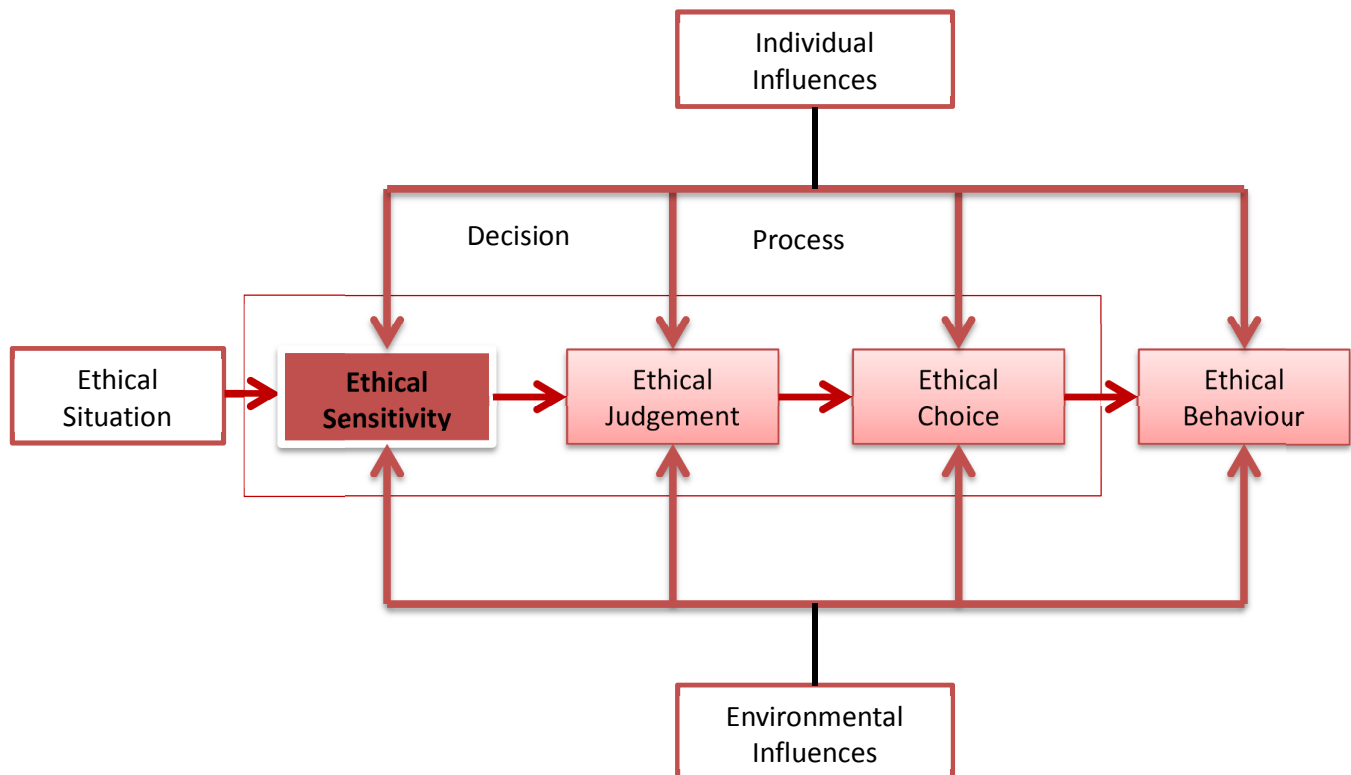 Individual
Influences
Decision Process
Ethical
Situation
Ethical
Sensitivity
Ethical
Judgement
Ethical
Choice
Ethical
Behaviour
Environmental
Influences